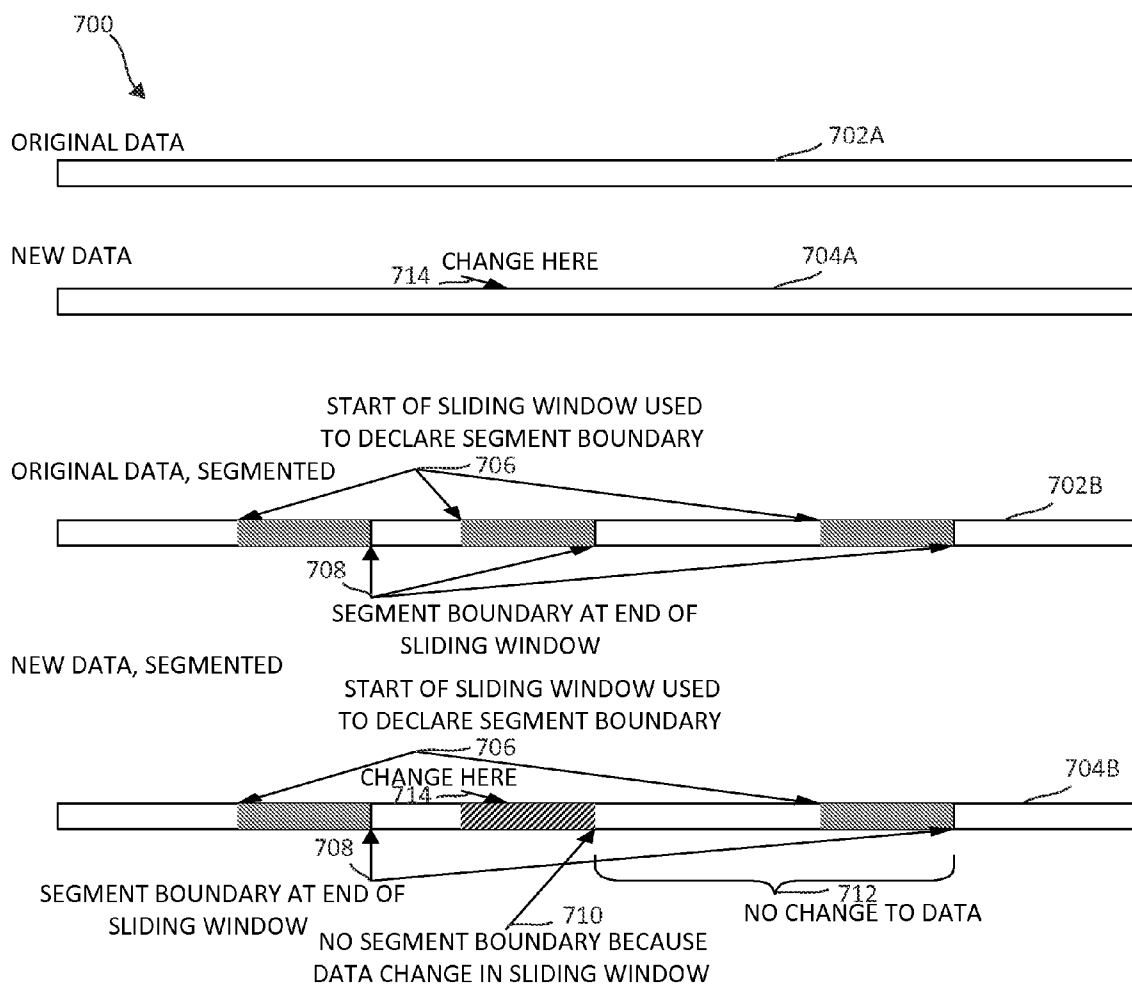 700
ORIGINAL DATA
702A
NEW DATA
CHANGE HERE
714
704A
START OF SLIDING WINDOW USED
TO DECLARE SEGMENT BOUNDARY
ORIGINAL DATA, SEGMENTED
706
702B
708
SEGMENT BOUNDARY AT END OF
SLIDING WINDOW
NEW DATA, SEGMENTED
START OF SLIDING WINDOW USED
TO DECLARE SEGMENT BOUNDARY
706
CHANGE HERE
714
704B
708
SEGMENT BOUNDARY AT END OF
SLIDING WINDOW
710
NO SEGMENT BOUNDARY BECAUSE
DATA CHANGE IN SLIDING WINDOW
712
NO CHANGE TO DATA